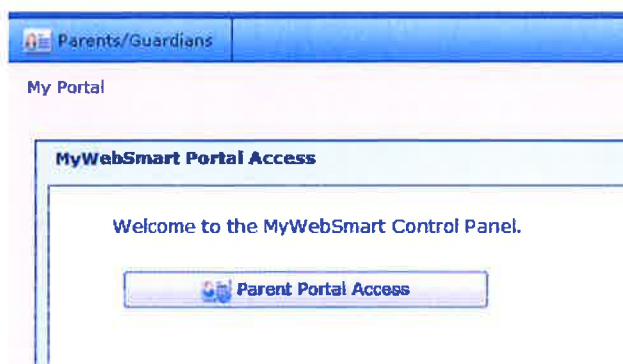 Parents/Guardians
My Portal
MyWebSmart Portal Access
Welcome to the MyWebSmart Control Panel.
Parent Portal Access